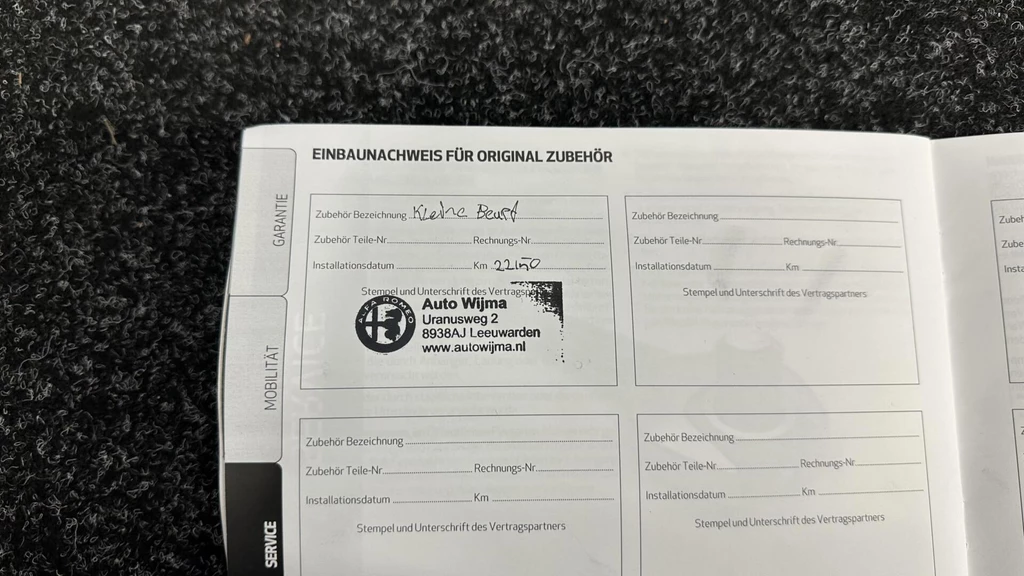 EINBAUNACHWEIS FÜR ORIGINAL ZUBEHÖR
GARANTIE
MOBILITÄT
SERVICE
Zubehör Bezeichnung Kleine Beurt
Zubehör Teile-Nr. Rechnungs-Nr.
Installationsdatum Km
Stempel und Unterschrift des
ALFA ROMEO
Auto Wijma
Uranusweg 2
8938AJ Leeuwarden
www.autowijma.nl
Zubehör Bezeichnung
Zubehör Teile-Nr. Rechnungs-Nr.
Installationsdatum Km
Stempel und Unterschrift des Vertragspartners
Zubehör Bezeichnung
Zubehör Teile-Nr. Rechnungs-Nr.
Installationsdatum Km
Stempel und Unterschrift des Vertragspartners
Zubehör Bezeichnung
Zubehör Teile-Nr. Rechnungs-Nr.
Installationsdatum Km
Stempel und Unterschrift des Vertragspartners